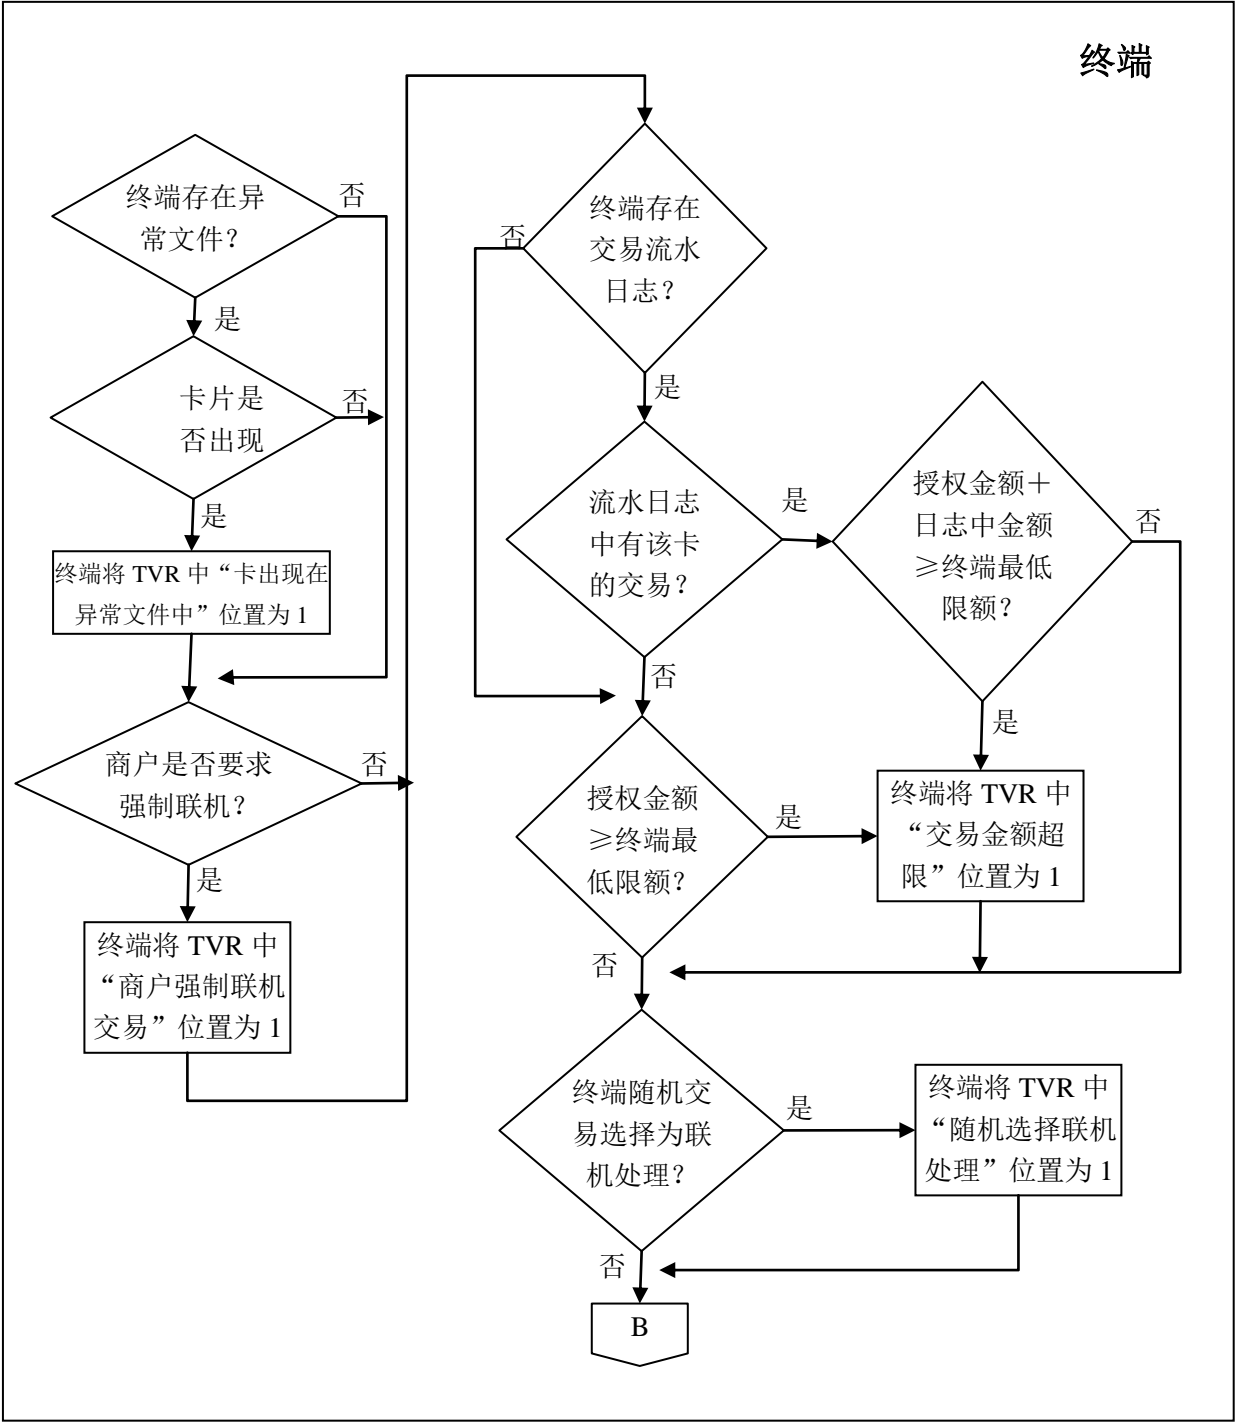 终端
终端存在异
常文件?
否
是
卡片是
否出现
否
是
终端将 TVR 中“卡出现在
异常文件中”位置为 1
商户是否要求
强制联机?
否
是
终端将 TVR 中
“商户强制联机
交易”位置为 1
终端存在
交易流水
日志?
否
是
流水日志
中有该卡
的交易?
是
否
授权金额＋
日志中金额
≥终端最低
限额?
否
是
授权金额
≥终端最
低限额?
是
否
终端将 TVR 中
“交易金额超
限”位置为 1
终端随机交
易选择为联
机处理?
是
否
终端将 TVR 中
“随机选择联机
处理”位置为 1
B